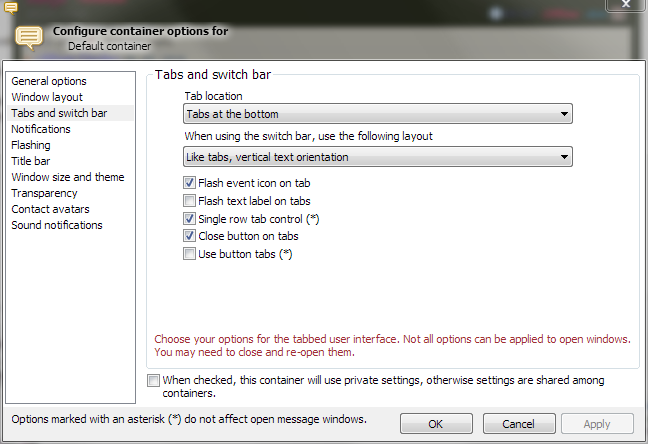 Configure container options for
Default container
General options
Window layout
Tabs and switch bar
Notifications
Flashing
Title bar
Window size and theme
Transparency
Contact avatars
Sound notifications
Tabs and switch bar
Tab location
Tabs at the bottom
When using the switch bar, use the following layout
Like tabs, vertical text orientation
Flash event icon on tab
Flash text label on tabs
Single row tab control (*)
Close button on tabs
Use button tabs (*)
Choose your options for the tabbed user interface. Not all options can be applied to open windows.
You may need to close and re-open them.
When checked, this container will use private settings, otherwise settings are shared among
containers.
Options marked with an asterisk (*) do not affect open message windows.
OK
Cancel
Apply